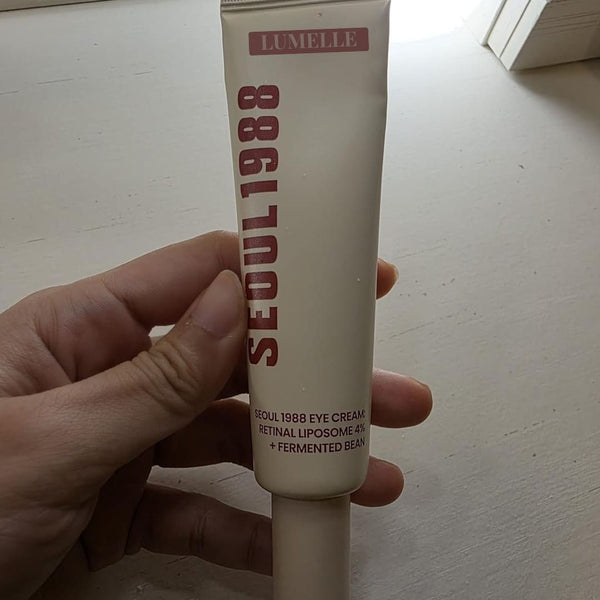 LUMELLE
SEOUL1988
SEOUL 1988 EYE CREAM:
RETINAL LIPOSOME 4%
+ FERMENTED BEAN